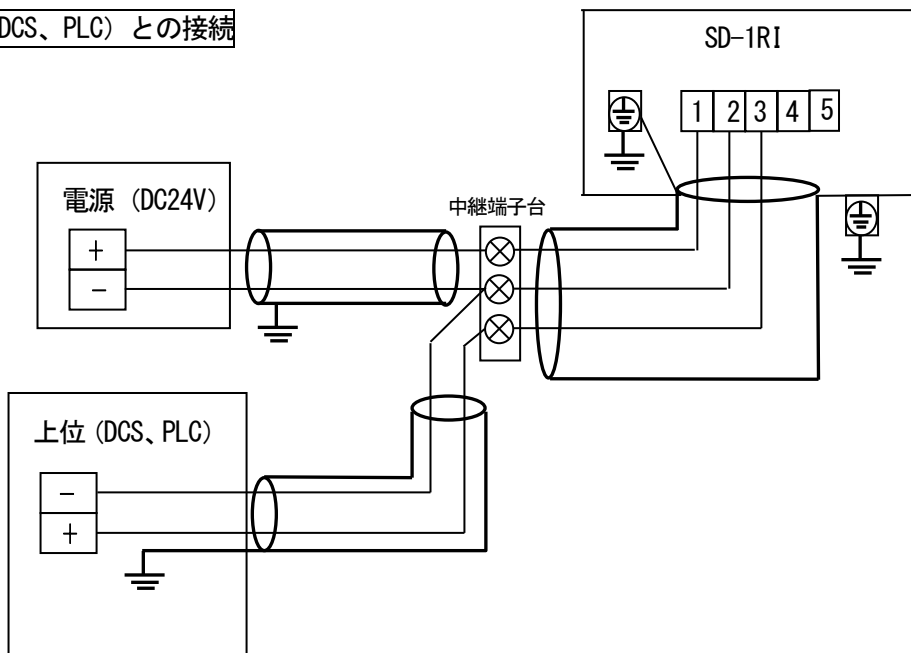 DCS、PLC）との接続
SD-1RI
1 2 3 4 5
電源（DC24V）
+
-
中継端子台
上位（DCS、PLC）
-
+